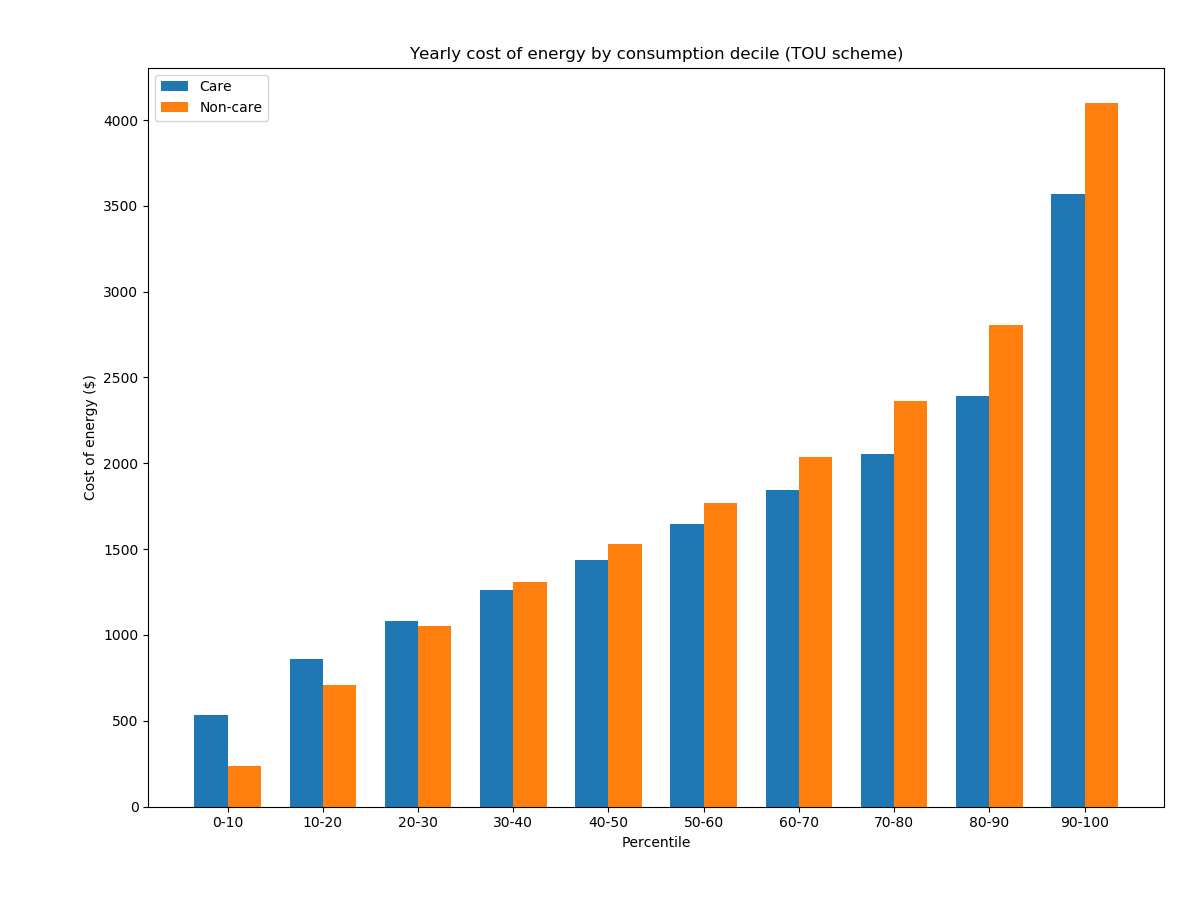 Yearly cost of energy by consumption decile (TOU scheme)
Care
Non-care
4000
3500
3000
2500
2000
1500
1000
500
0
Cost of energy ($)
0-10 10-20 20-30 30-40 40-50 50-60 60-70 70-80 80-90 90-100
Percentile